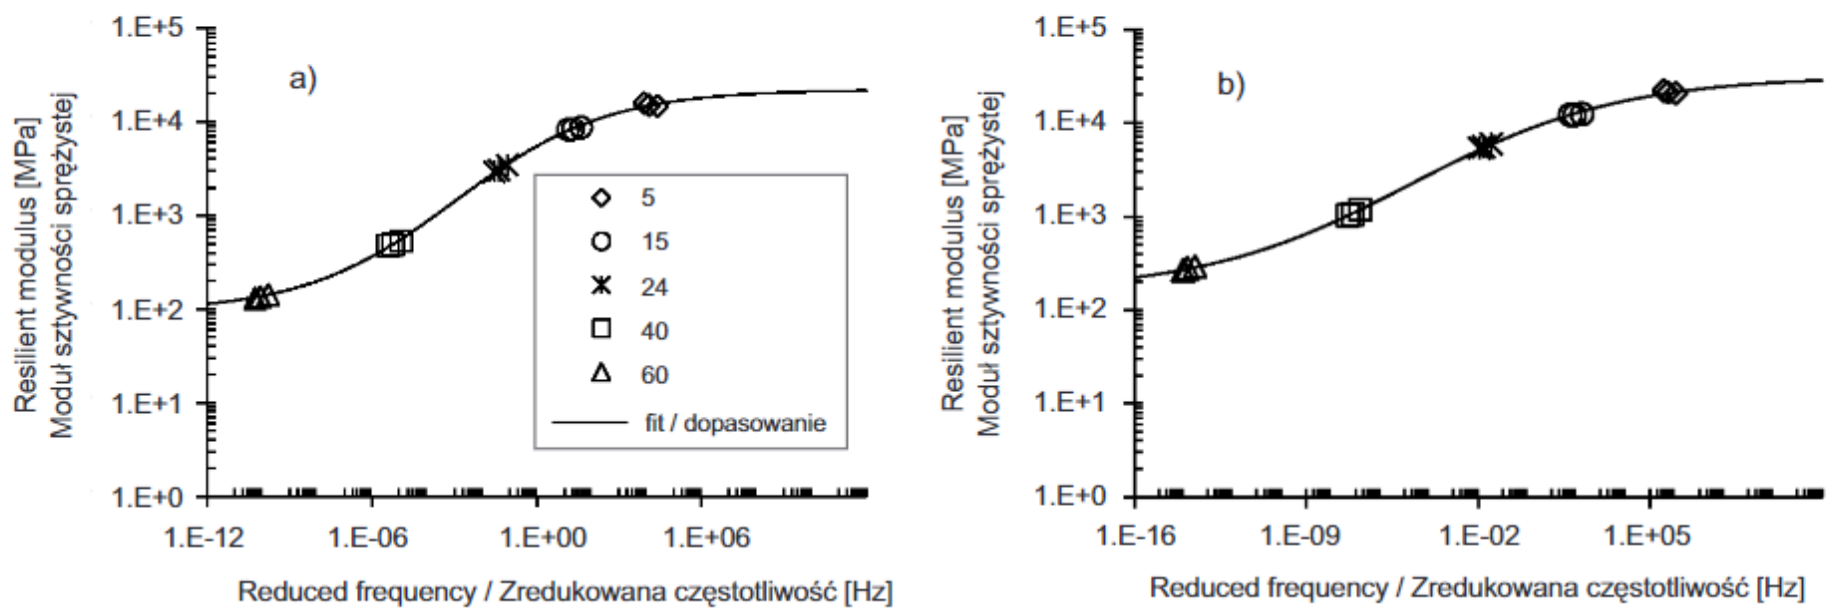 a)
Resilient modulus [MPa]
Moduł sztywności sprężystej
1.E+5
1.E+4
1.E+3
1.E+2
1.E+1
1.E+0
1.E-12
1.E-06
1.E+00
1.E+06
Reduced frequency / Zredukowana częstotliwość [Hz]
5
15
24
40
60
fit / dopasowanie
b)
Resilient modulus [MPa]
Moduł sztywności sprężystej
1.E+5
1.E+4
1.E+3
1.E+2
1.E+1
1.E+0
1.E-16
1.E-09
1.E-02
1.E+05
Reduced frequency / Zredukowana częstotliwość [Hz]